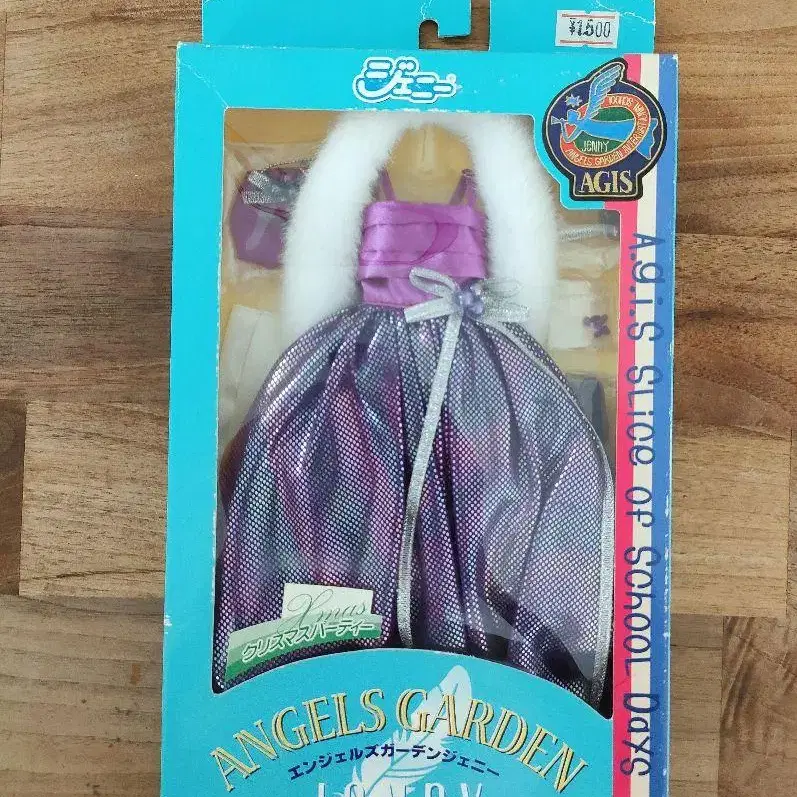 ¥1500
ジェニー
JENNY
ANGELS GARDEN INTERNATIONAL SCHOOL
AGIS
A.g.i.S Slice of School Days
Xmas
クリスマスパーティー
ANGELS GARDEN
エンジェルズガーデンジェニー
JENNY